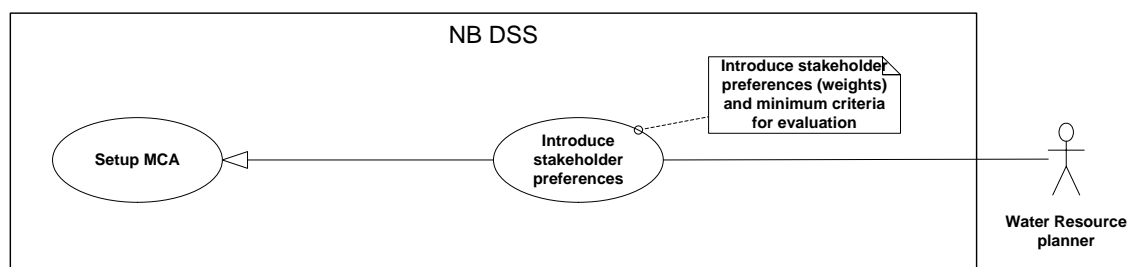 NB DSS
Introduce stakeholder
preferences (weights)
and minimum criteria
for evaluation
Setup MCA
Introduce
stakeholder
preferences
Water Resource
planner